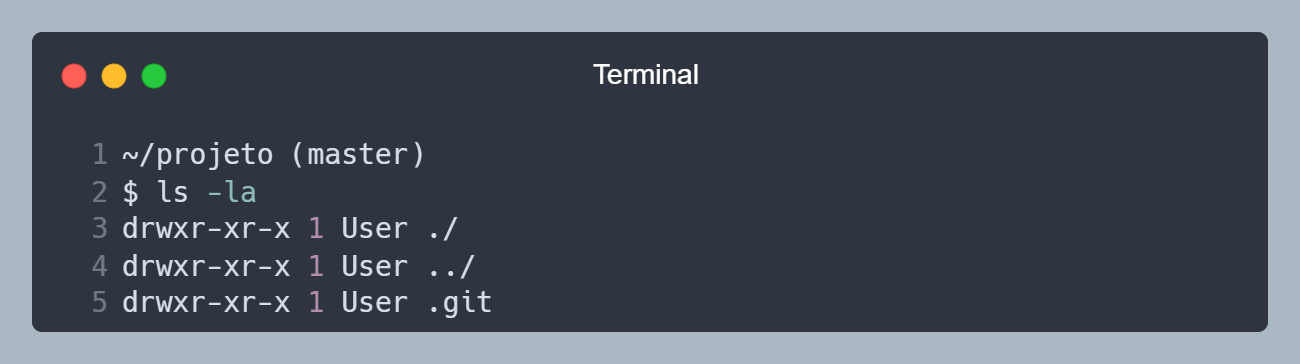 Terminal
1 ~/projeto (master)
2 $ ls -la
3 drwxr-xr-x 1 User ./
4 drwxr-xr-x 1 User ../
5 drwxr-xr-x 1 User .git